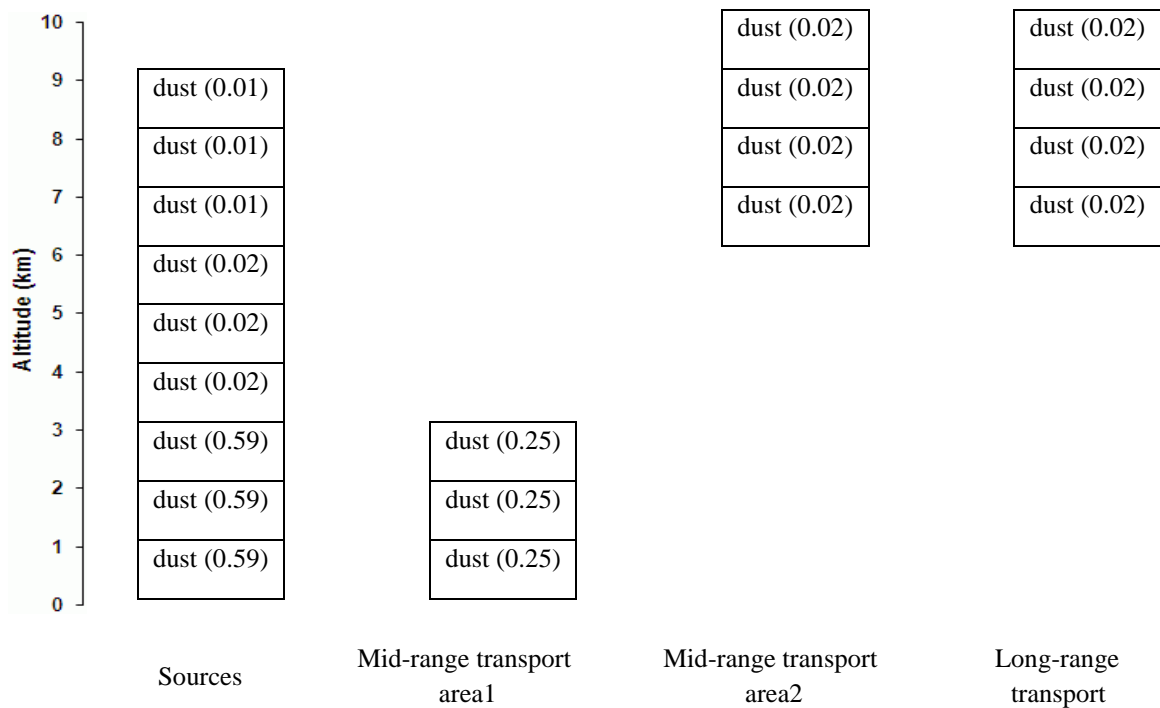 10
dust (0.02)
dust (0.02)
9
dust (0.01)
dust (0.02)
dust (0.02)
8
dust (0.01)
dust (0.02)
dust (0.02)
7
dust (0.01)
dust (0.02)
dust (0.02)
6
dust (0.02)
5
dust (0.02)
4
dust (0.02)
3
dust (0.59)
dust (0.25)
2
dust (0.59)
dust (0.25)
1
dust (0.59)
dust (0.25)
0
Altitude (km)
Sources
Mid-range transport
area1
Mid-range transport
area2
Long-range
transport